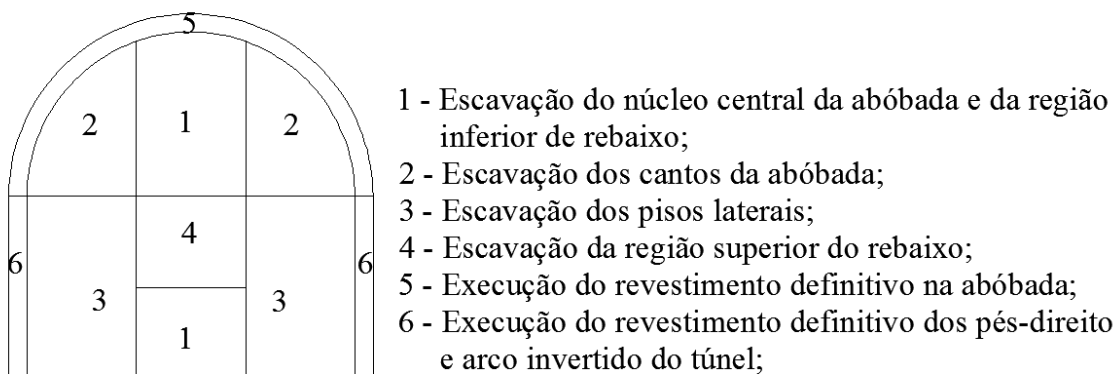 5
2 1 2
1 - Escavação do núcleo central da abóbada e da região
inferior de rebaixo;
2 - Escavação dos cantos da abóbada;
3 - Escavação dos pisos laterais;
4 - Escavação da região superior do rebaixo;
5 - Execução do revestimento definitivo na abóbada;
6 - Execução do revestimento definitivo dos pés-direito
e arco invertido do túnel;
4
6 6
3 3
1